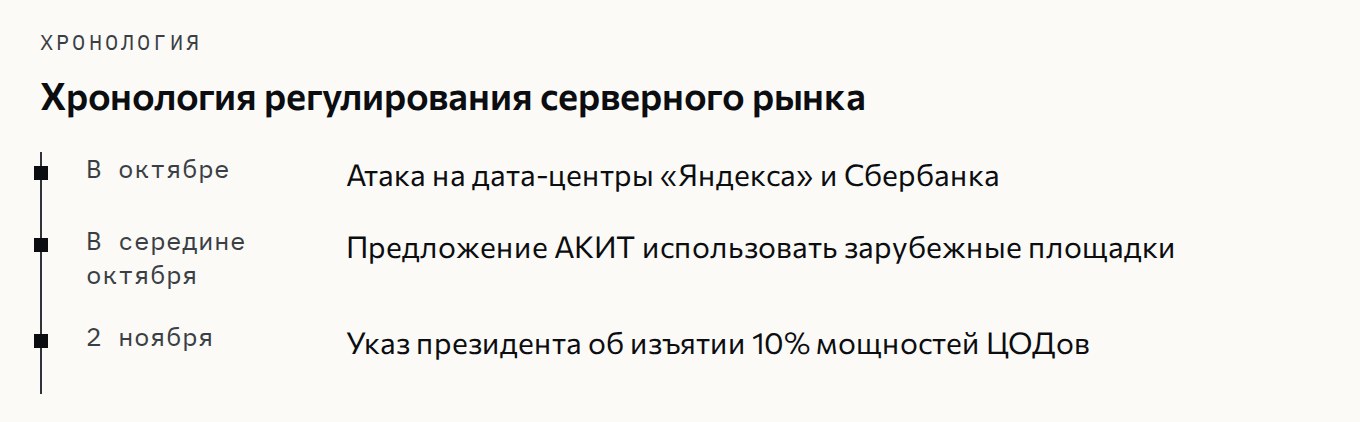 ХРОНОЛОГИЯ
Хронология регулирования серверного рынка
В октябре
Атака на дата-центры «Яндекса» и Сбербанка
В середине
октября
Предложение АКИТ использовать зарубежные площадки
2 ноября
Указ президента об изъятии 10% мощностей ЦОДов